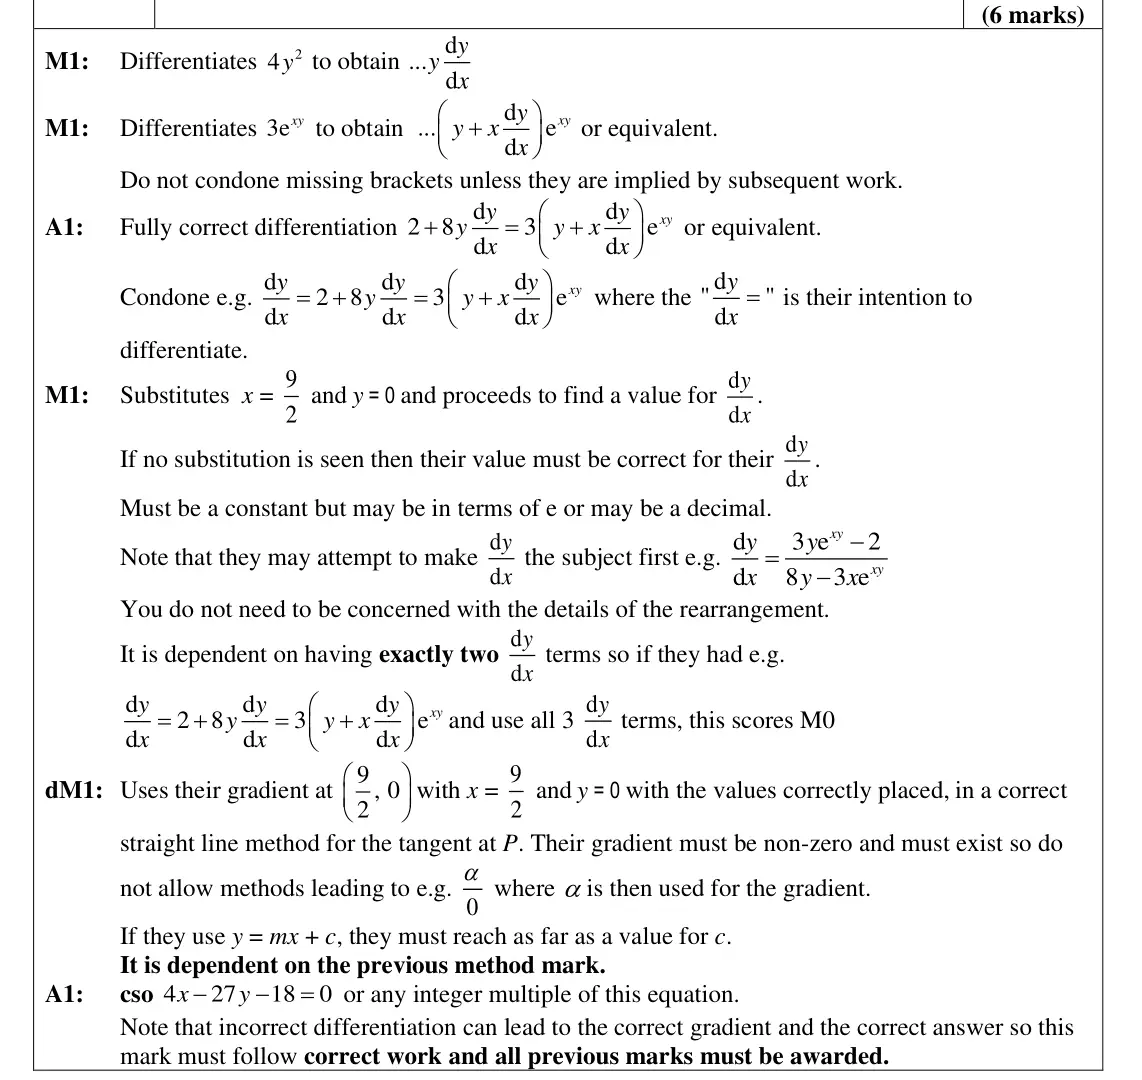 (6 marks)
M1: Differentiates 4y² to obtain ...y dy/dx
M1: Differentiates 3e^{xy} to obtain ...(y + x dy/dx)e^{xy} or equivalent.
Do not condone missing brackets unless they are implied by subsequent work.
A1: Fully correct differentiation 2 + 8y dy/dx = 3(y + x dy/dx)e^{xy} or equivalent.
Condone e.g. dy/dx = 2 + 8y dy/dx = 3(y + x dy/dx)e^{xy} where the "dy/dx =" is their intention to
differentiate.
M1: Substitutes x = 9/2 and y = 0 and proceeds to find a value for dy/dx.
If no substitution is seen then their value must be correct for their dy/dx.
Must be a constant but may be in terms of e or may be a decimal.
Note that they may attempt to make dy/dx the subject first e.g. dy/dx = (3ye^{xy} − 2)/(8y − 3xe^{xy})
You do not need to be concerned with the details of the rearrangement.
It is dependent on having exactly two dy/dx terms so if they had e.g.
dy/dx = 2 + 8y dy/dx = 3(y + x dy/dx)e^{xy} and use all 3 dy/dx terms, this scores M0
dM1: Uses their gradient at (9/2, 0) with x = 9/2 and y = 0 with the values correctly placed, in a correct
straight line method for the tangent at P. Their gradient must be non-zero and must exist so do
not allow methods leading to e.g. α/0 where α is then used for the gradient.
If they use y = mx + c, they must reach as far as a value for c.
It is dependent on the previous method mark.
A1: cso 4x − 27y − 18 = 0 or any integer multiple of this equation.
Note that incorrect differentiation can lead to the correct gradient and the correct answer so this
mark must follow correct work and all previous marks must be awarded.